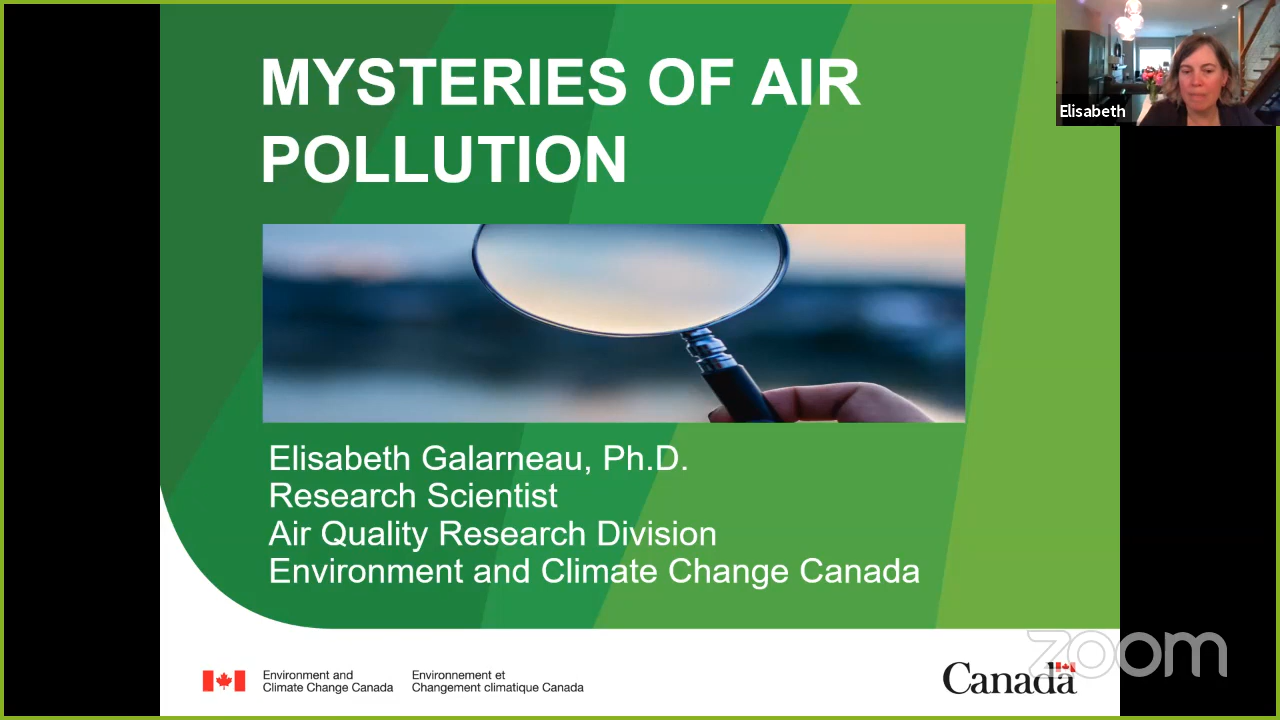 MYSTERIES OF AIR
POLLUTION
Elisabeth
Elisabeth Galarneau, Ph.D.
Research Scientist
Air Quality Research Division
Environment and Climate Change Canada
Environment and
Climate Change Canada
Environnement et
Changement climatique Canada
Canada
zoom